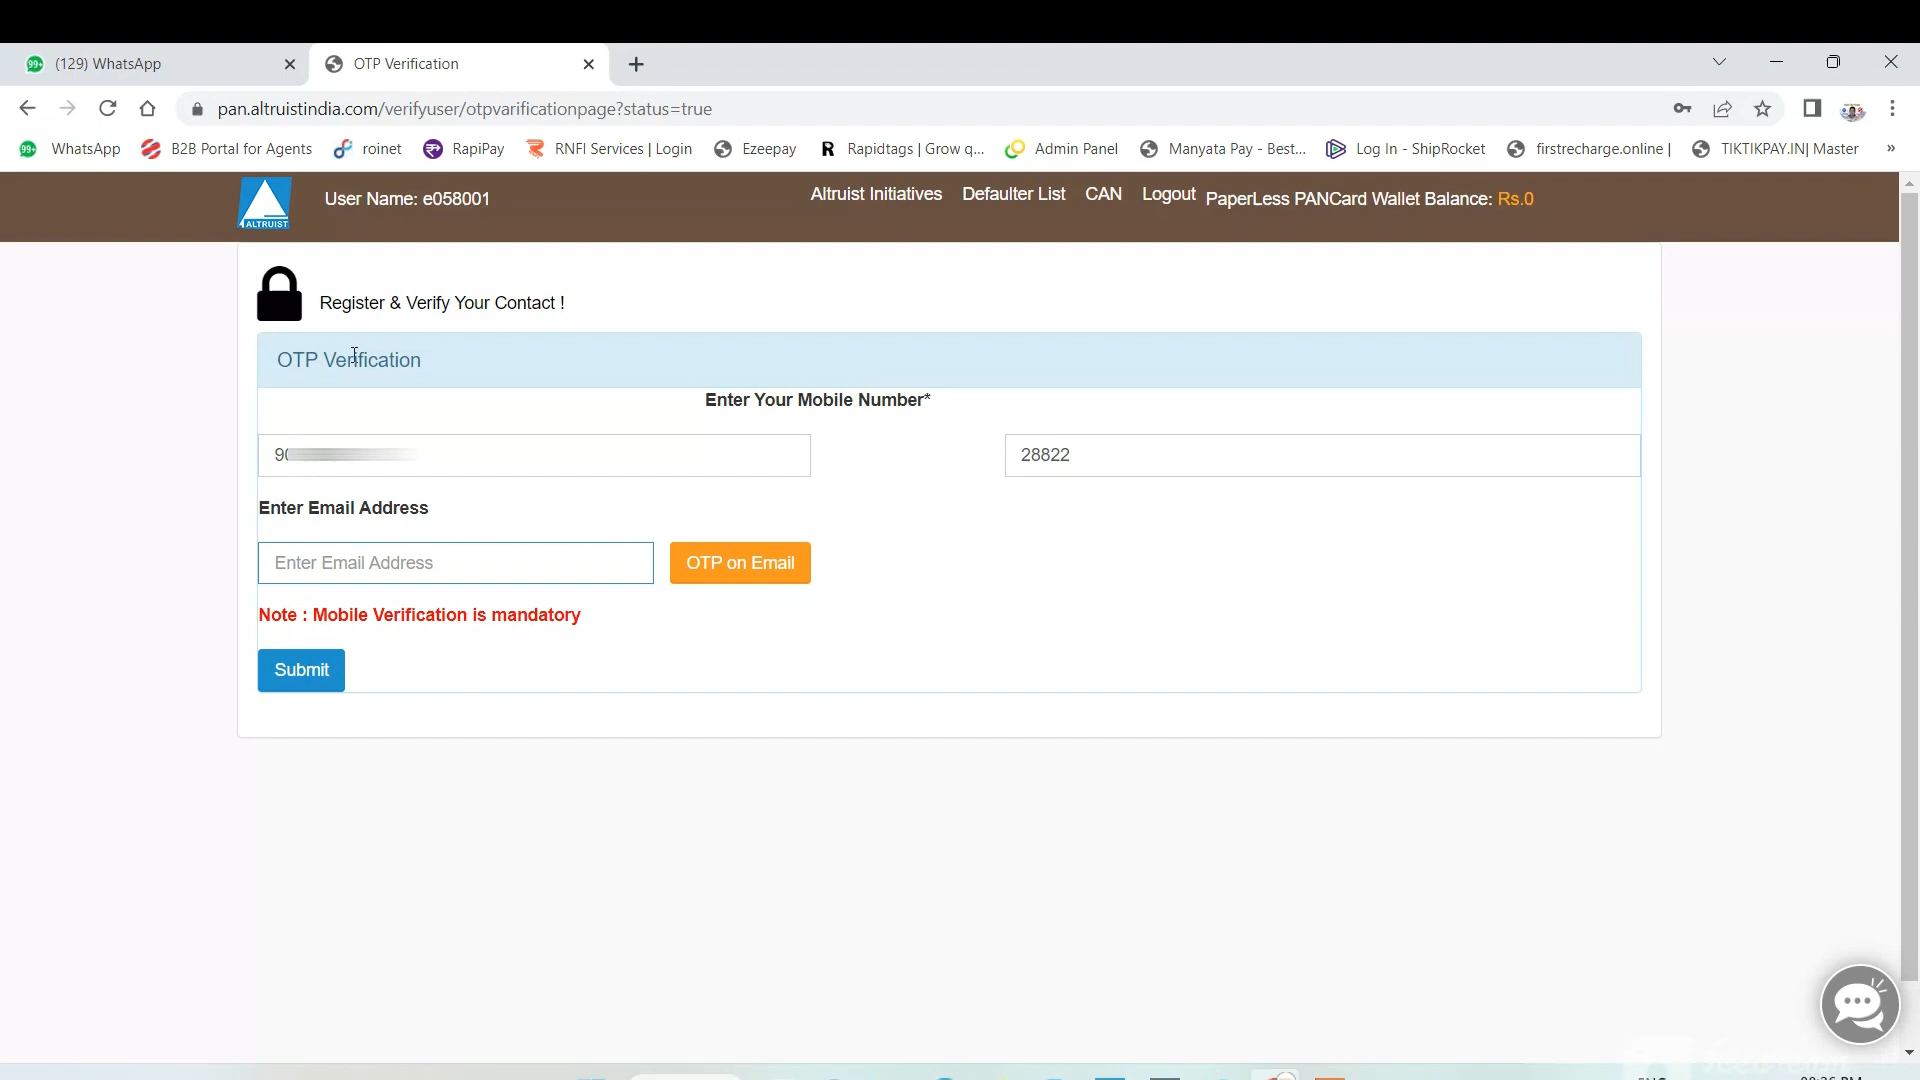 99+ (129) WhatsApp
OTP Verification
pan.altruistindia.com/verifyuser/otpvarificationpage?status=true
99+ WhatsApp B2B Portal for Agents roinet RapiPay RNFI Services | Login Ezeepay R Rapidtags | Grow q... Admin Panel Manyata Pay - Best... Log In - ShipRocket firstrecharge.online | TIKTIKPAY.IN| Master »
ALTRUIST
User Name: e058001
Altruist Initiatives Defaulter List CAN Logout PaperLess PANCard Wallet Balance: Rs.0
Register & Verify Your Contact !
OTP Verification
Enter Your Mobile Number*
28822
Enter Email Address
Enter Email Address OTP on Email
Note : Mobile Verification is mandatory
Submit